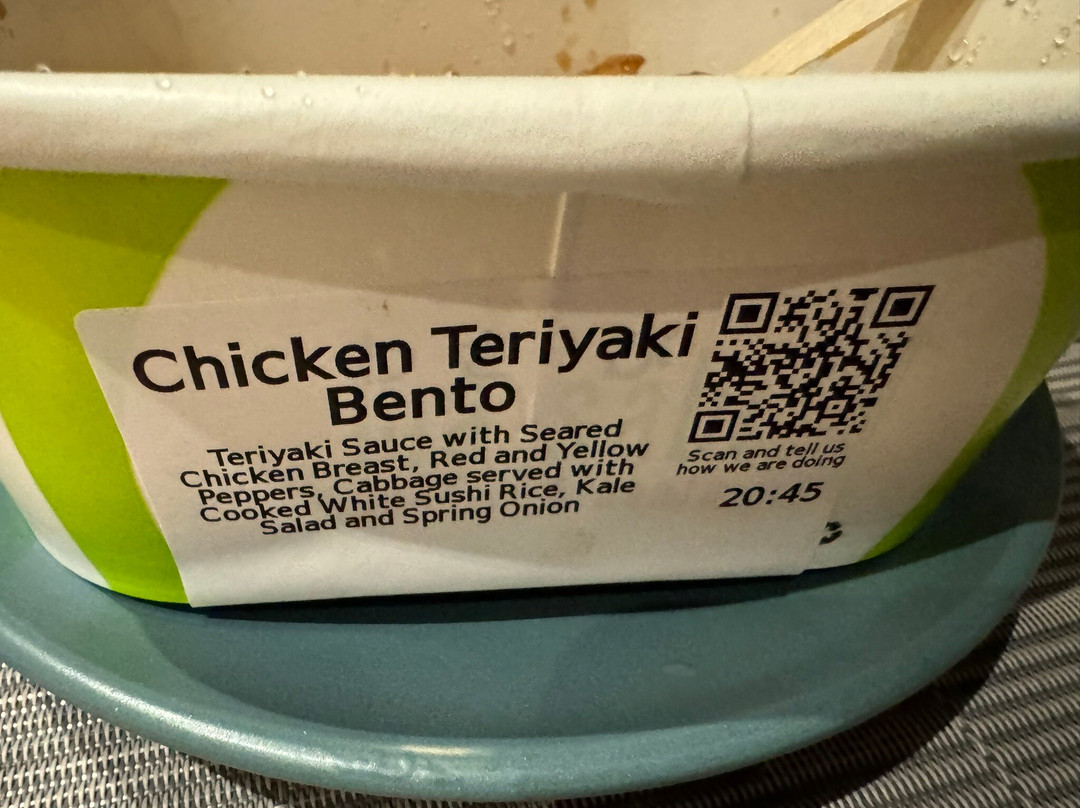 Chicken Teriyaki
Bento
Teriyaki Sauce with Seared
Chicken Breast, Red and Yellow
Peppers, Cabbage served with
Cooked White Sushi Rice, Kale
Salad and Spring Onion
Scan and tell us
how we are doing
20:45